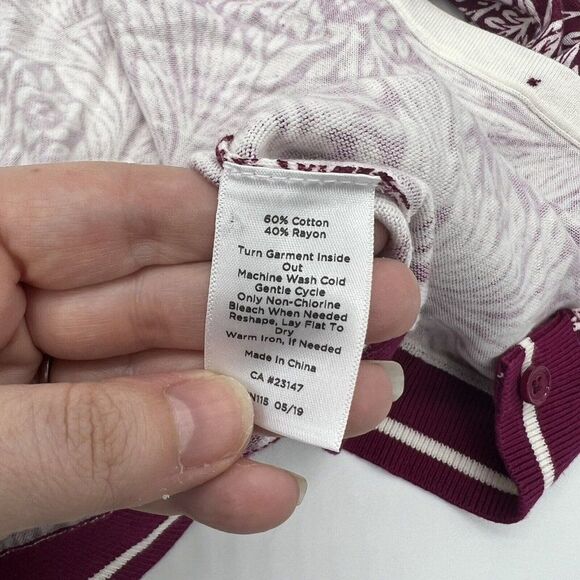 60% Cotton
40% Rayon
Turn Garment Inside
Out
Machine Wash Cold
Gentle Cycle
Only Non-Chlorine
Bleach When Needed
Reshape, Lay Flat To
Dry
Warm Iron, If Needed
Made In China
CA #23147
N115 05/19